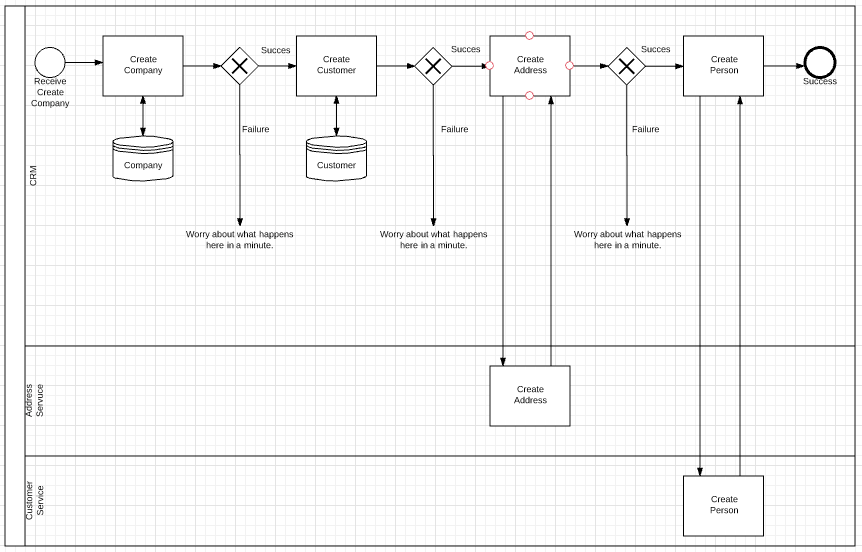 Succes
Succes
Succes
Create
Company
Create
Customer
Create
Address
Create
Person
Receive
Create
Company
Success
Failure
Failure
Failure
Company
Customer
CRM
Worry about what happens
here in a minute.
Worry about what happens
here in a minute.
Worry about what happens
here in a minute.
Address
Servuce
Create
Address
Customer
Service
Create
Person